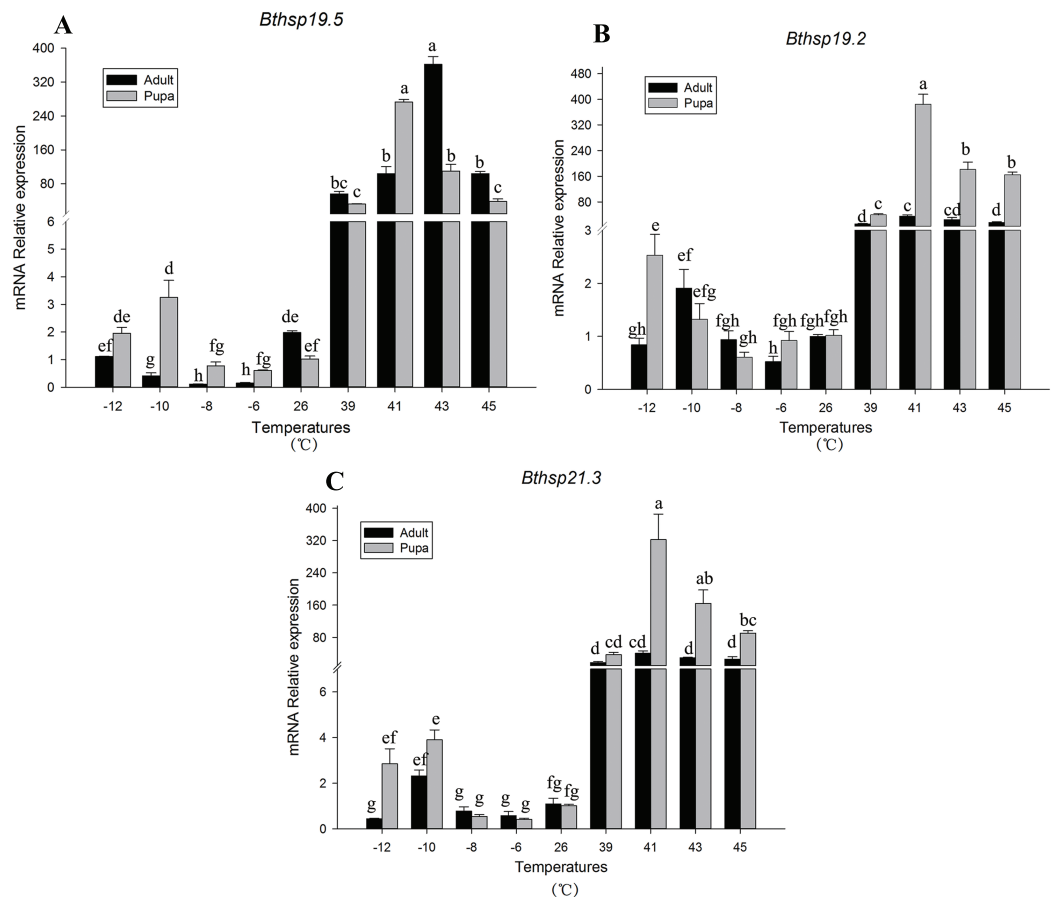 A
Bthsp19.5
mRNA Relative expression
400
360
320
240
160
80
6
5
4
3
2
1
0
Adult
Pupa
ef
de
g
d
h
fg
h
fg
de
ef
bc
c
b
a
a
b
b
c
-12
-10
-8
-6
26
39
41
43
45
Temperatures
(℃)
B
Bthsp19.2
mRNA Relative expression
480
400
320
240
160
80
3
2
1
0
Adult
Pupa
gh
e
ef
efg
fgh
gh
h
fgh
fgh
fgh
d
c
c
a
cd
b
d
b
-12
-10
-8
-6
26
39
41
43
45
Temperatures
(℃)
C
Bthsp21.3
mRNA Relative expression
400
320
240
160
80
6
4
2
0
Adult
Pupa
g
ef
ef
e
g
g
g
g
fg
fg
d
cd
cd
a
d
ab
d
bc
-12
-10
-8
-6
26
39
41
43
45
Temperatures
(℃)